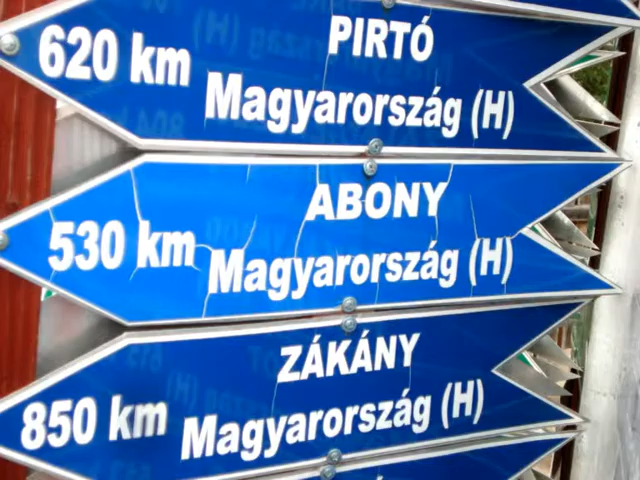 PIRTÓ
620 km
Magyarország (H)
ABONY
530 km
Magyarország (H)
ZÁKÁNY
850 km
Magyarország (H)